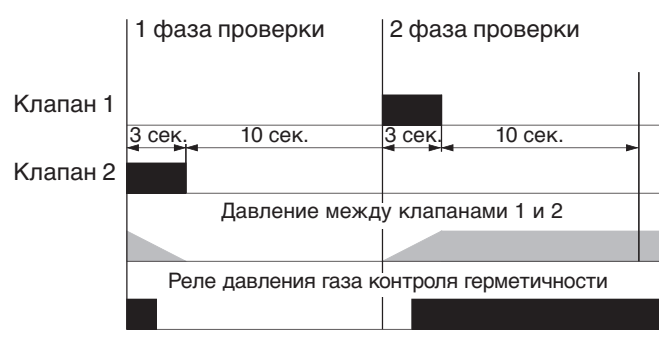 1 фаза проверки
2 фаза проверки
Клапан 1
3 сек.
10 сек.
3 сек.
10 сек.
Клапан 2
Давление между клапанами 1 и 2
Реле давления газа контроля герметичности